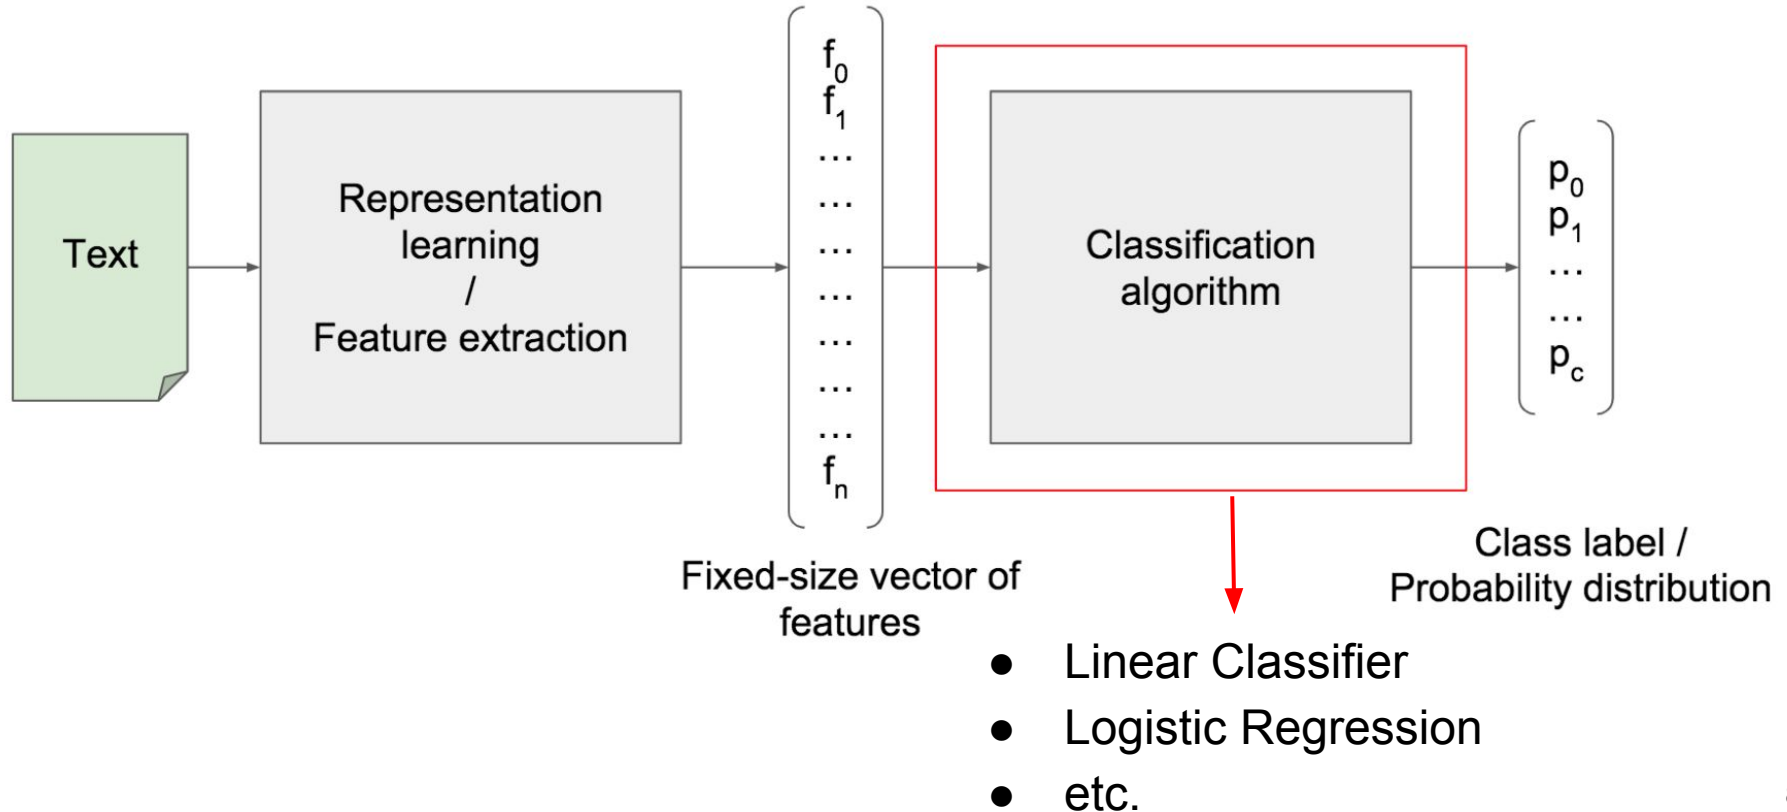 Text
Representation
learning
/
Feature extraction
f0
f1
...
...
...
...
...
...
...
fn
Fixed-size vector of
features
Classification
algorithm
p0
p1
...
...
pc
Class label /
Probability distribution
● Linear Classifier
● Logistic Regression
● etc.